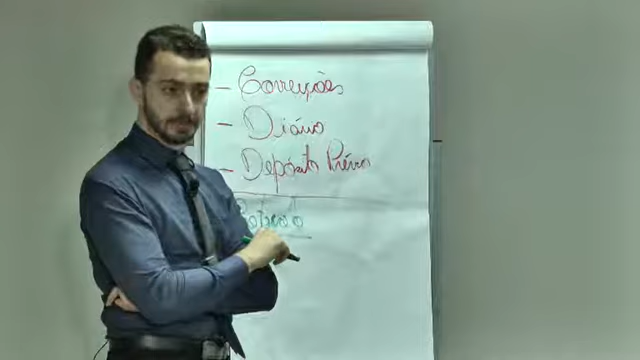 - Correições
- Diário
- Depósito Prévio